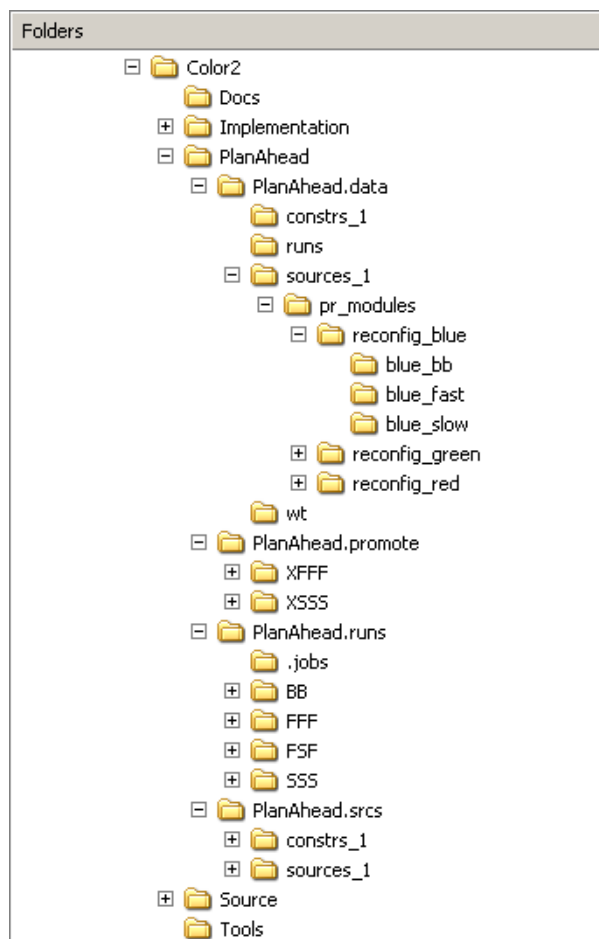 Folders
Color2
Docs
Implementation
PlanAhead
PlanAhead.data
constrs_1
runs
sources_1
pr_modules
reconfig_blue
blue_bb
blue_fast
blue_slow
reconfig_green
reconfig_red
wt
PlanAhead.promote
XFFF
XSSS
PlanAhead.runs
.jobs
BB
FFF
FSF
SSS
PlanAhead.srcs
constrs_1
sources_1
Source
Tools